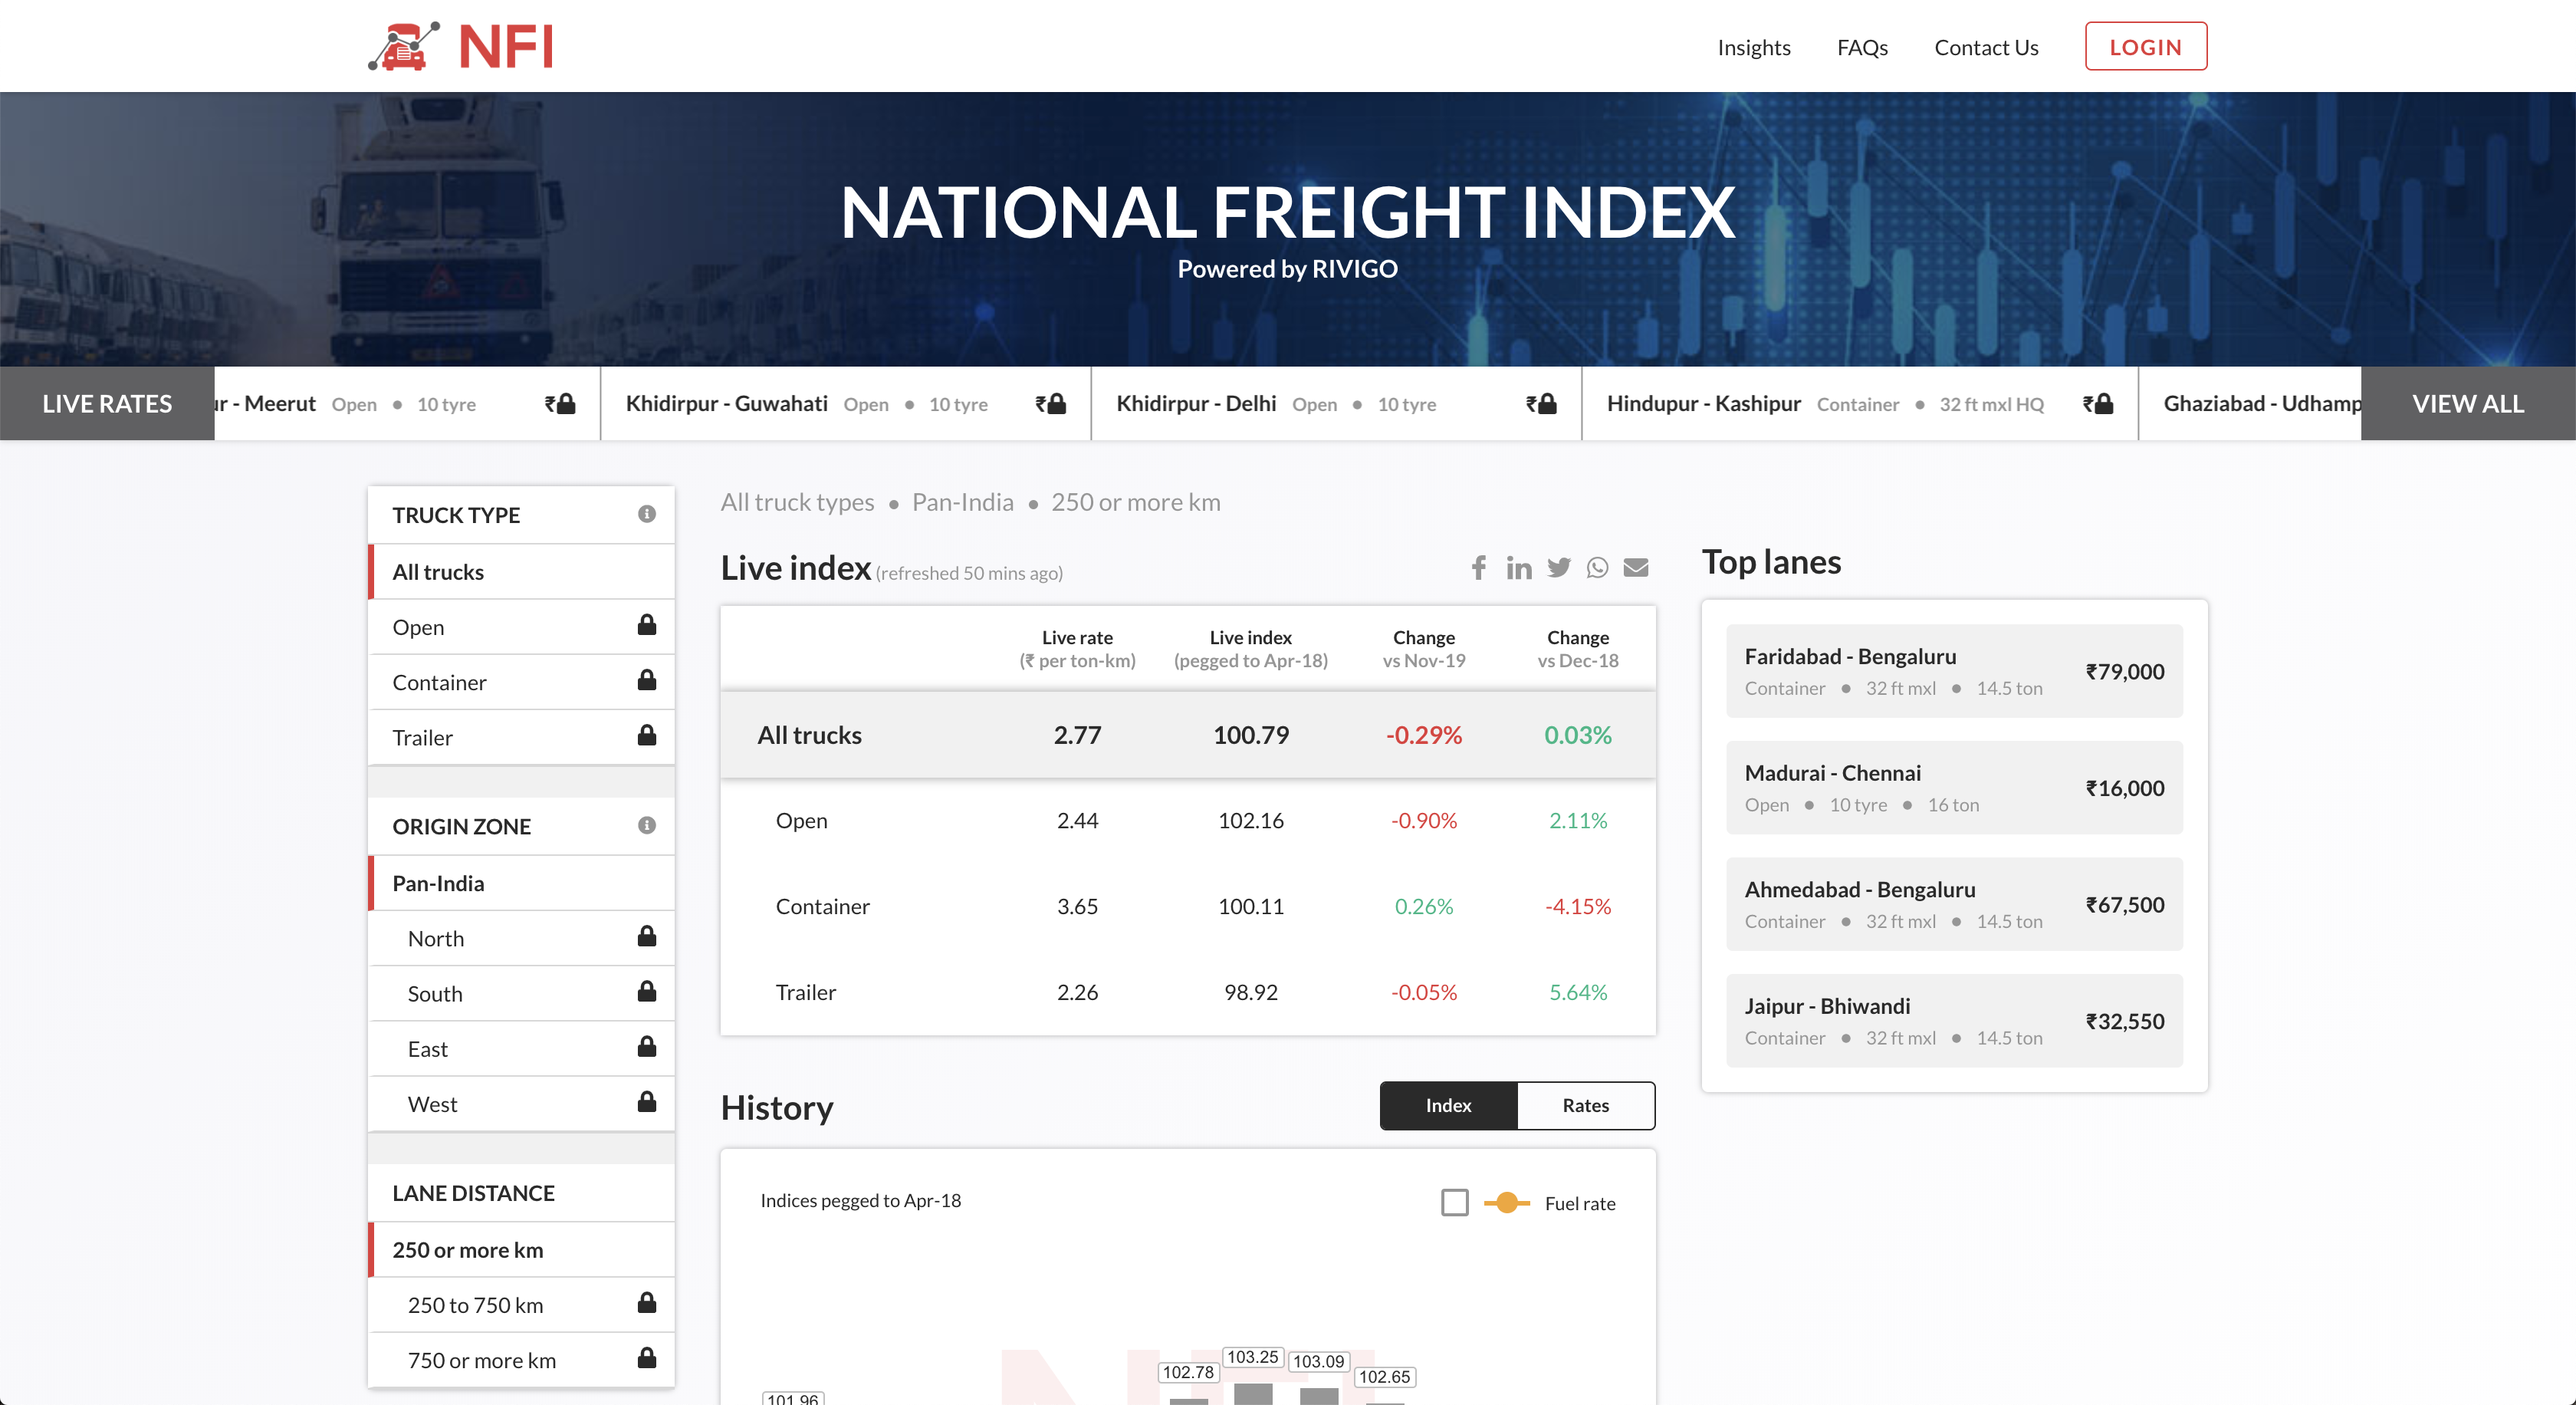 NFI
Insights
FAQs
Contact Us
LOGIN
NATIONAL FREIGHT INDEX
Powered by RIVIGO
LIVE RATES
ur - Meerut Open • 10 tyre ₹
Khidirpur - Guwahati Open • 10 tyre ₹
Khidirpur - Delhi Open • 10 tyre ₹
Hindupur - Kashipur Container • 32 ft mxl HQ ₹
Ghaziabad - Udhamp
VIEW ALL
TRUCK TYPE
All trucks
Open
Container
Trailer
ORIGIN ZONE
Pan-India
North
South
East
West
LANE DISTANCE
250 or more km
250 to 750 km
750 or more km
All truck types • Pan-India • 250 or more km
Live index (refreshed 50 mins ago)
Live rate Live index Change Change
(₹ per ton-km) (pegged to Apr-18) vs Nov-19 vs Dec-18
All trucks 2.77 100.79 -0.29% 0.03%
Open 2.44 102.16 -0.90% 2.11%
Container 3.65 100.11 0.26% -4.15%
Trailer 2.26 98.92 -0.05% 5.64%
History
Index Rates
Indices pegged to Apr-18
Fuel rate
NFI
101.96
102.78
103.25
103.09
102.65
Top lanes
Faridabad - Bengaluru ₹79,000
Container • 32 ft mxl • 14.5 ton
Madurai - Chennai ₹16,000
Open • 10 tyre • 16 ton
Ahmedabad - Bengaluru ₹67,500
Container • 32 ft mxl • 14.5 ton
Jaipur - Bhiwandi ₹32,550
Container • 32 ft mxl • 14.5 ton